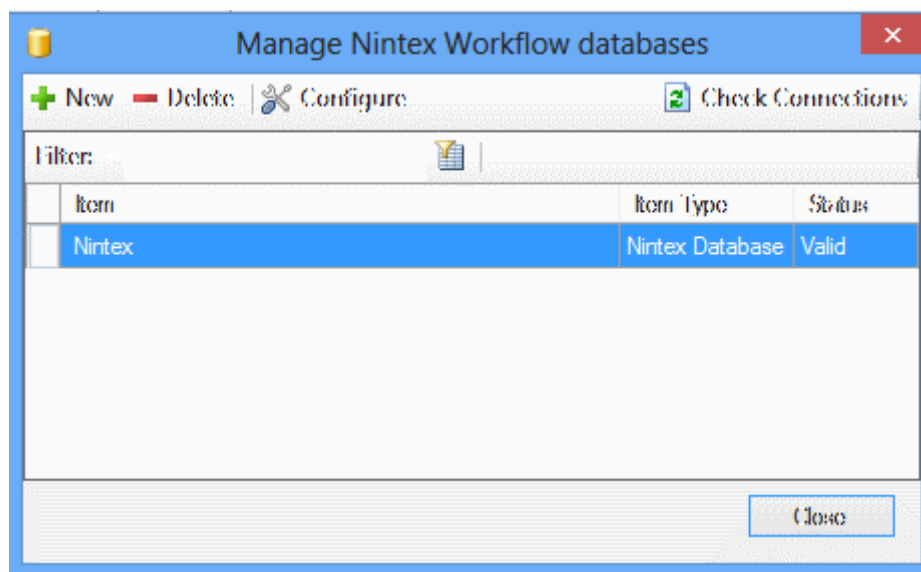 Manage Nintex Workflow databases
New Delete Configure Check Connections
Filter:
Item Item Type Status
Nintex Nintex Database Valid
Close